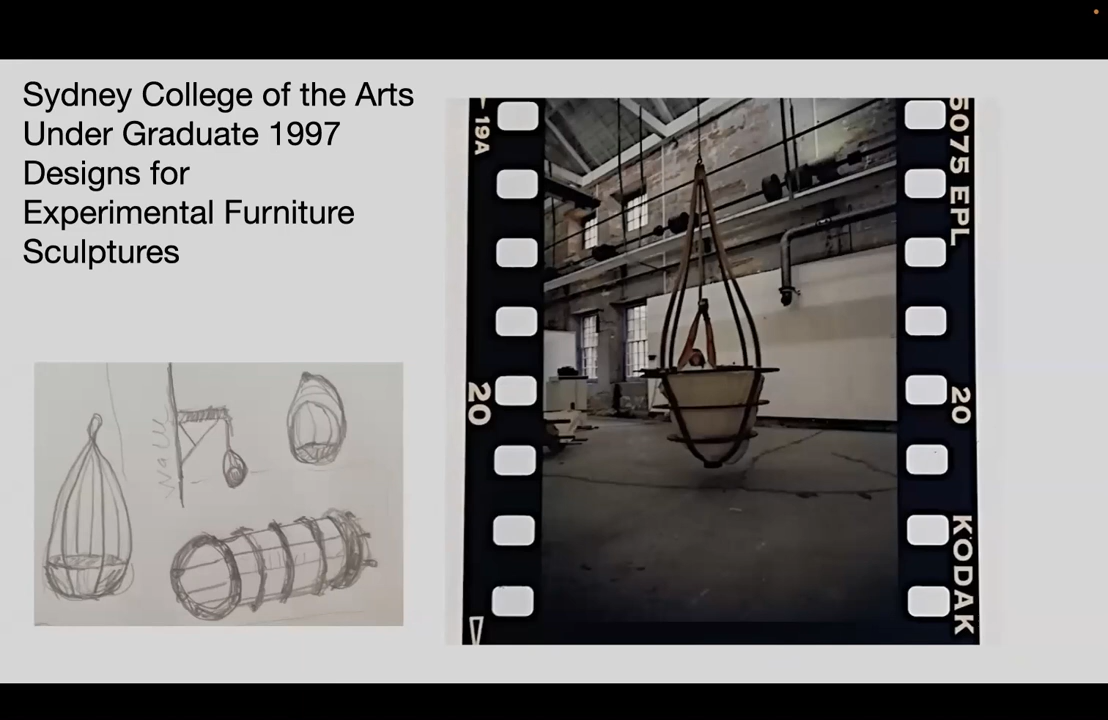 Sydney College of the Arts
Under Graduate 1997
Designs for
Experimental Furniture
Sculptures
19A
20
5075 EPL
20
KODAK